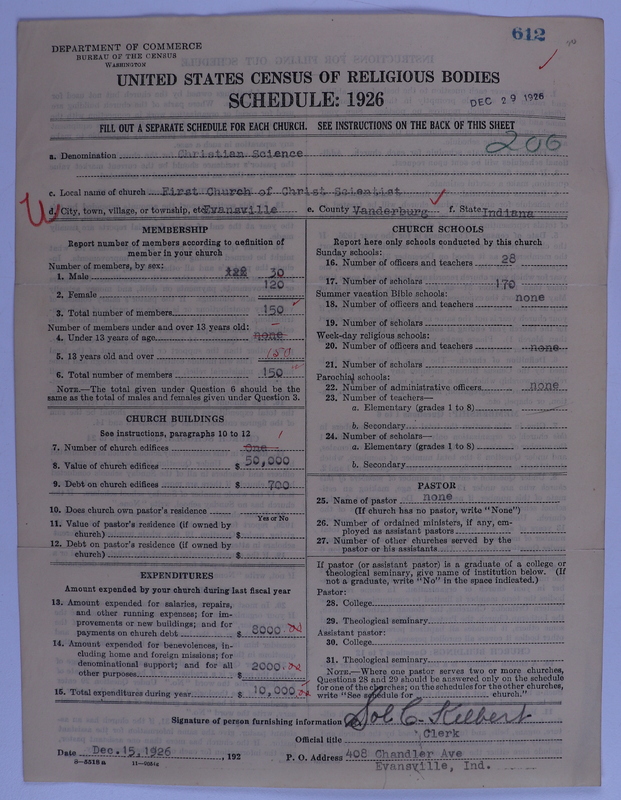 612
DEPARTMENT OF COMMERCE
BUREAU OF THE CENSUS
WASHINGTON
UNITED STATES CENSUS OF RELIGIOUS BODIES
SCHEDULE: 1926
DEC 29 1926
FILL OUT A SEPARATE SCHEDULE FOR EACH CHURCH. SEE INSTRUCTIONS ON THE BACK OF THIS SHEET
206
a. Denomination Christian Science
c. Local name of church First Church of Christ Scientist
d. City, town, village, or township, etc Evansville e. County Vanderburg f. State Indiana
MEMBERSHIP
Report number of members according to definition of
member in your church
Number of members, by sex:
1. Male 30
2. Female 120
3. Total number of members 150
Number of members under and over 13 years old:
4. Under 13 years of age none
5. 13 years old and over 150
6. Total number of members 150
NOTE.—The total given under Question 6 should be the
same as the total of males and females given under Question 3.
CHURCH BUILDINGS
See instructions, paragraphs 10 to 12
7. Number of church edifices One 1
8. Value of church edifices $ 50,000
9. Debt on church edifices $ 700
10. Does church own pastor's residence
Yes or No
11. Value of pastor's residence (if owned by
church) $
12. Debt on pastor's residence (if owned by
church) $
EXPENDITURES
Amount expended by your church during last fiscal year
13. Amount expended for salaries, repairs,
and other running expenses; for im-
provements or new buildings; and for
payments on church debt $ 8000.00
14. Amount expended for benevolences, in-
cluding home and foreign missions; for
denominational support; and for all
other purposes $ 2000.00
15. Total expenditures during year $ 10,000
CHURCH SCHOOLS
Report here only schools conducted by this church
Sunday schools:
16. Number of officers and teachers 28
17. Number of scholars 170
Summer vacation Bible schools:
18. Number of officers and teachers none
19. Number of scholars
Week-day religious schools:
20. Number of officers and teachers none
21. Number of scholars
Parochial schools:
22. Number of administrative officers none
23. Number of teachers—
a. Elementary (grades 1 to 8)
b. Secondary
24. Number of scholars—
a. Elementary (grades 1 to 8)
b. Secondary
PASTOR
25. Name of pastor none
(If church has no pastor, write "None")
26. Number of ordained ministers, if any, em-
ployed as assistant pastors
27. Number of other churches served by the
pastor or his assistants
If pastor (or assistant pastor) is a graduate of a college or
theological seminary, give name of institution below. (If
not a graduate, write "No" in the space indicated.)
Pastor:
28. College
29. Theological seminary
Assistant pastor:
30. College
31. Theological seminary
NOTE.—Where one pastor serves two or more churches,
Questions 28 and 29 should be answered only on the schedule
for one of the churches; on the schedules for the other churches,
write "See schedule for church."
Signature of person furnishing information Sol C. Kilbert
Official title Clerk
Date Dec. 15, 1926, 192 P. O. Address 408 Chandler Ave
Evansville, Ind.